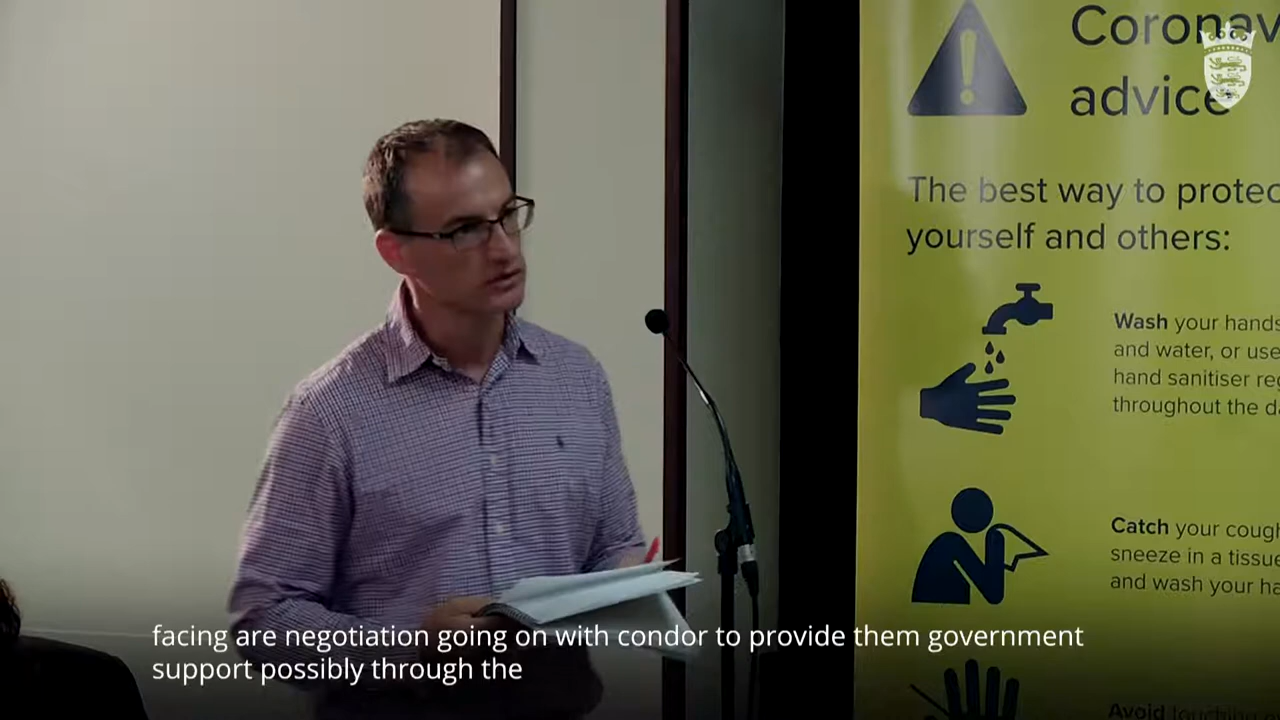 Coronav
advice
The best way to protec
yourself and others:
Wash your hands
and water, or use
hand sanitiser reg
throughout the da
Catch your cough
sneeze in a tissue
and wash your ha
Avoid touching
facing are negotiation going on with condor to provide them government
support possibly through the